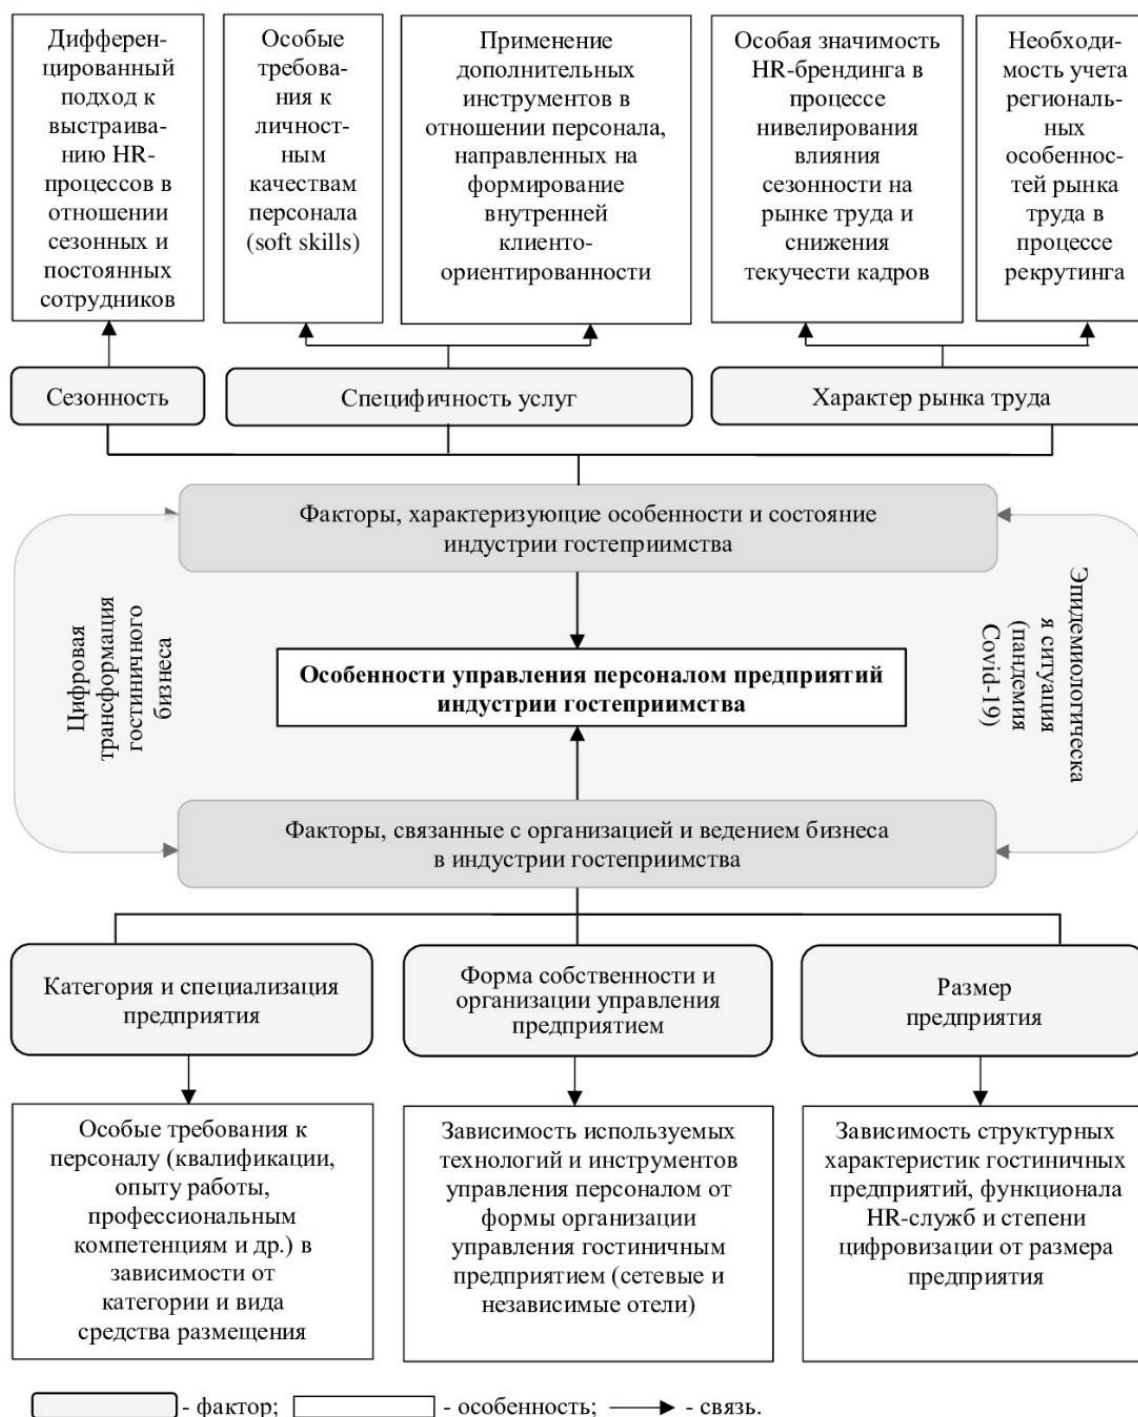 Дифферен-
цированный
подход к
выстраива-
нию HR-
процессов в
отношении
сезонных и
постоянных
сотрудников
Особые
требова-
ния к
личност-
ным
качествам
персонала
(soft skills)
Применение
дополнительных
инструментов в
отношении персонала,
направленных на
формирование
внутренней
клиенто-
ориентированности
Особая значимость
HR-брендинга в
процессе
нивелирования
влияния
сезонности на
рынке труда и
снижения
текучести кадров
Необходи-
мость учета
региональ-
ных
особеннос-
тей рынка
труда в
процессе
рекрутинга
Сезонность
Специфичность услуг
Характер рынка труда
Факторы, характеризующие особенности и состояние
индустрии гостеприимства
Цифровая
трансформация
гостиничного
бизнеса
Эпидемиологическа
я ситуация
(пандемия
Covid-19)
Особенности управления персоналом предприятий
индустрии гостеприимства
Факторы, связанные с организацией и ведением бизнеса
в индустрии гостеприимства
Категория и специализация
предприятия
Форма собственности и
организации управления
предприятием
Размер
предприятия
Особые требования к
персоналу (квалификации,
опыту работы,
профессиональным
компетенциям и др.) в
зависимости от
категории и вида
средства размещения
Зависимость используемых
технологий и инструментов
управления персоналом от
формы организации
управления гостиничным
предприятием (сетевые и
независимые отели)
Зависимость структурных
характеристик гостиничных
предприятий, функционала
HR-служб и степени
цифровизации от размера
предприятия
- фактор; - особенность; - связь.